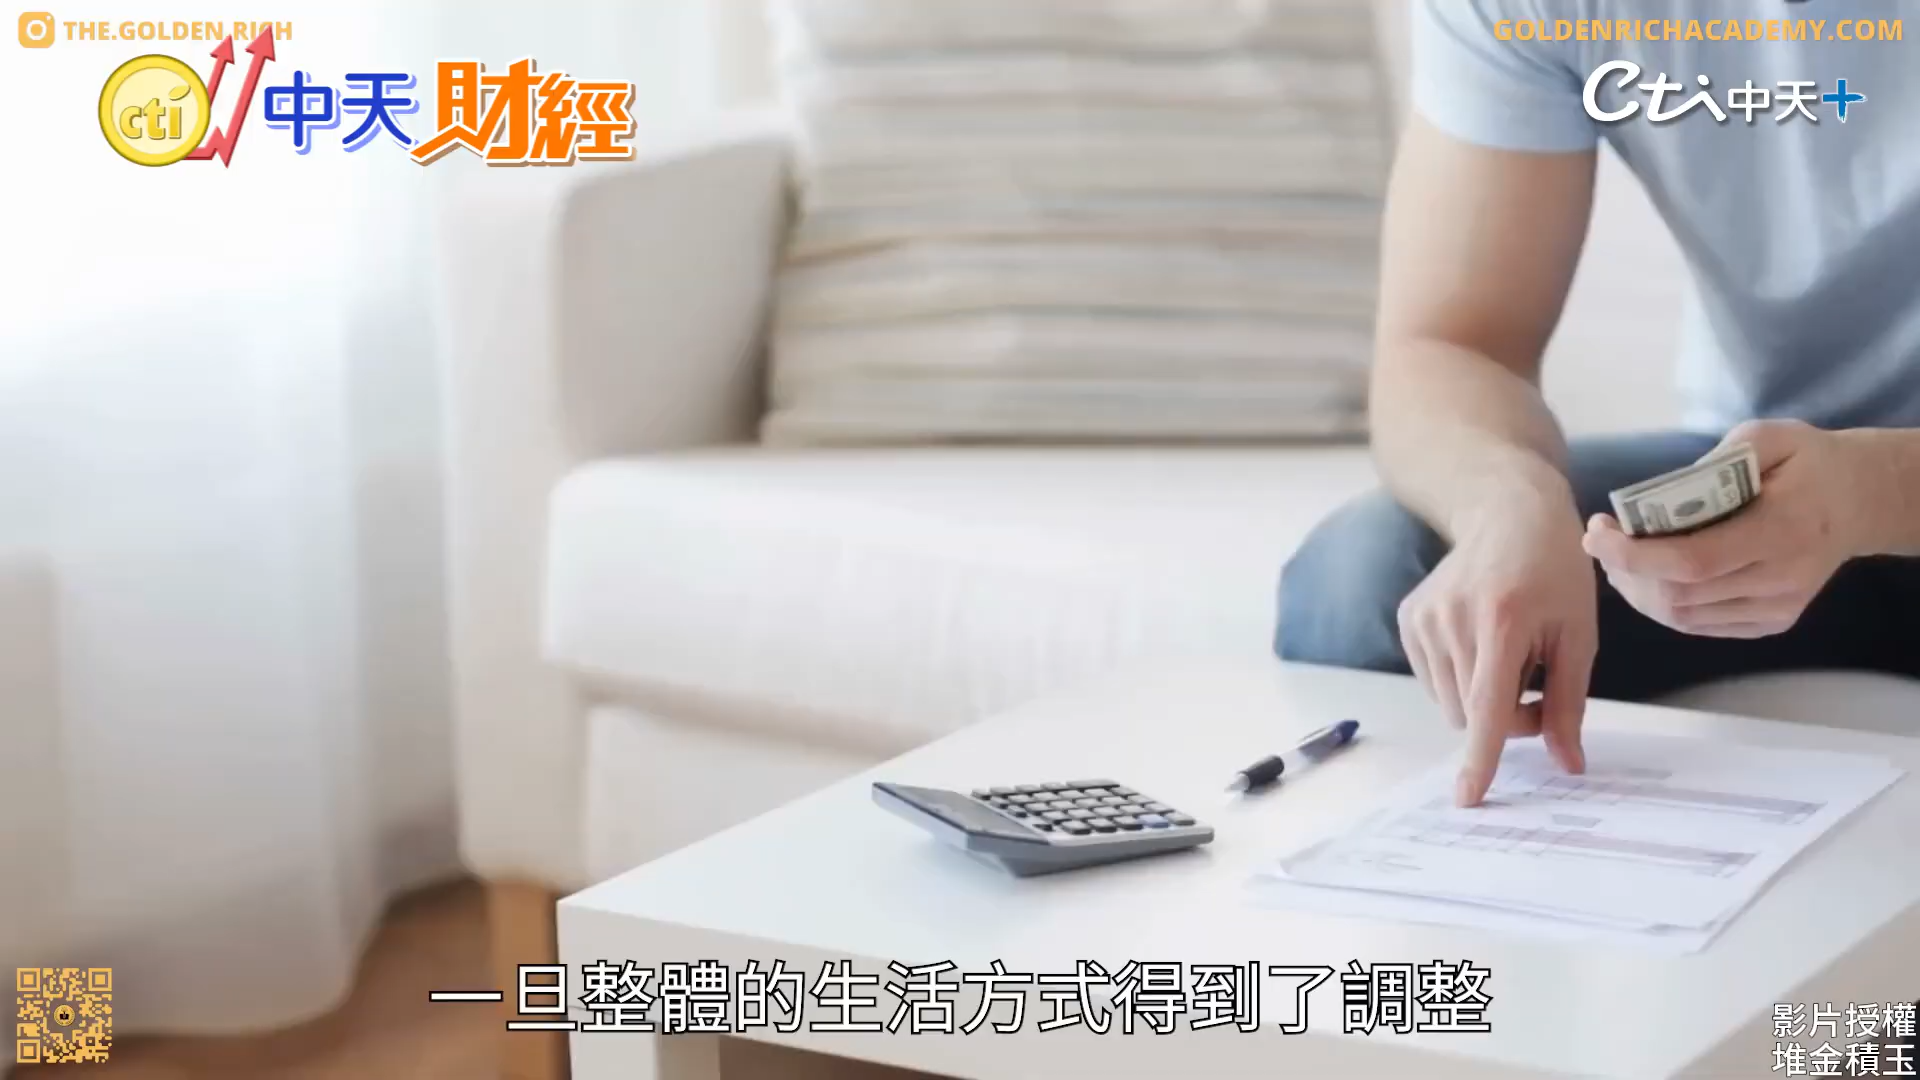 THE.GOLDEN.RICH
GOLDENRICHACADEMY.COM
cti
中天財經
Cti中天+
一旦整體的生活方式得到了調整
影片授權
堆金積玉